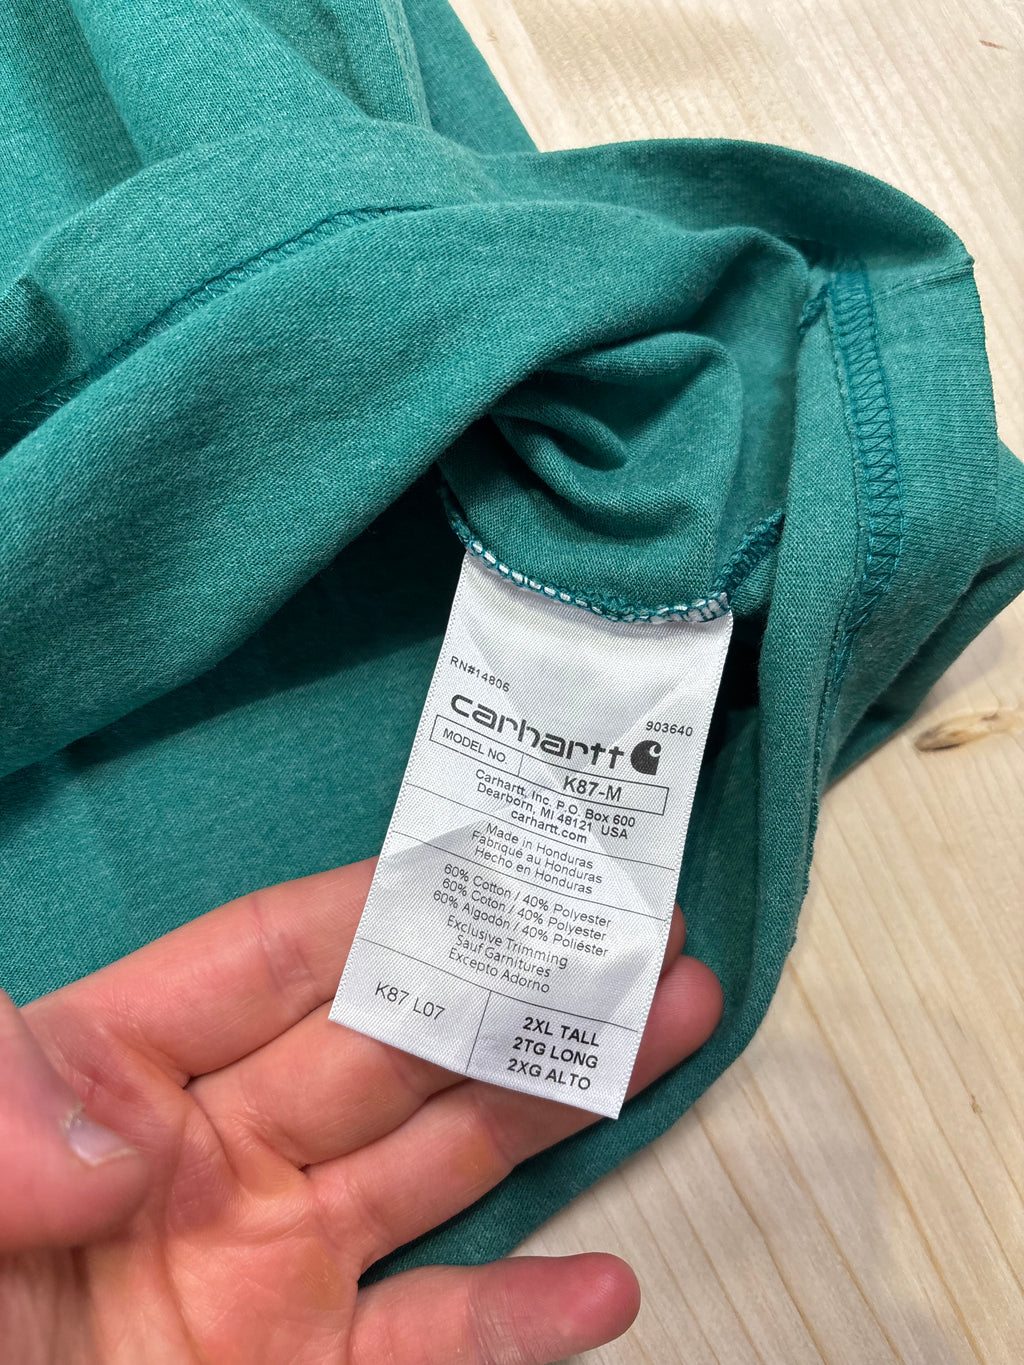 RN#14806
903640
carhartt
MODEL NO. K87-M
Carhartt, Inc. P.O. Box 600
Dearborn, MI 48121 USA
carhartt.com
Made in Honduras
Fabriqué au Honduras
Hecho en Honduras
60% Cotton / 40% Polyester
60% Coton / 40% Polyester
60% Algodón / 40% Poliéster
Exclusive Trimming
Sauf Garnitures
Excepto Adorno
K87 L07
2XL TALL
2TG LONG
2XG ALTO